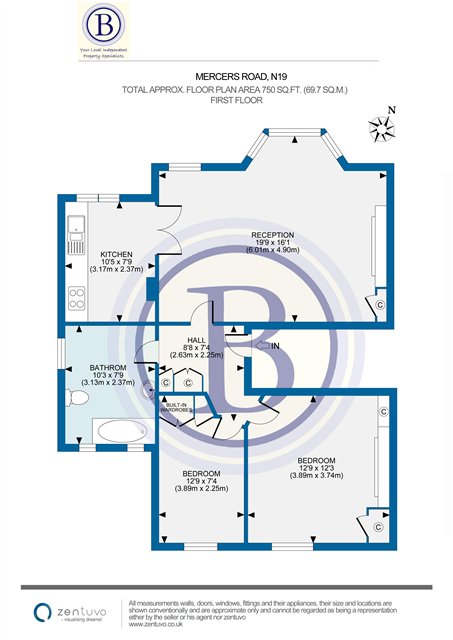 B
Your Local Independent
Property Specialists
MERCERS ROAD, N19
TOTAL APPROX. FLOOR PLAN AREA 750 SQ.FT. (69.7 SQ.M.)
FIRST FLOOR
N
RECEPTION
19'9 x 16'1
(6.01m x 4.90m)
KITCHEN
10'5 x 7'9
(3.17m x 2.37m)
C
HALL
8'8 x 7'4
(2.63m x 2.25m)
IN
BATHROOM
10'3 x 7'9
(3.13m x 2.37m)
C C
B
BUILT-IN
WARDROBES
C
BEDROOM
12'9 x 7'4
(3.89m x 2.25m)
BEDROOM
12'9 x 12'3
(3.89m x 3.74m)
C
zentuvo
- visualising dreams!
All measurements walls, doors, windows, fittings and their appliances, their size and locations are
shown conventionally and are approximate only and cannot be regarded as being a representation
either by the seller or his agent nor zentuvo
www.zentuvo.co.uk